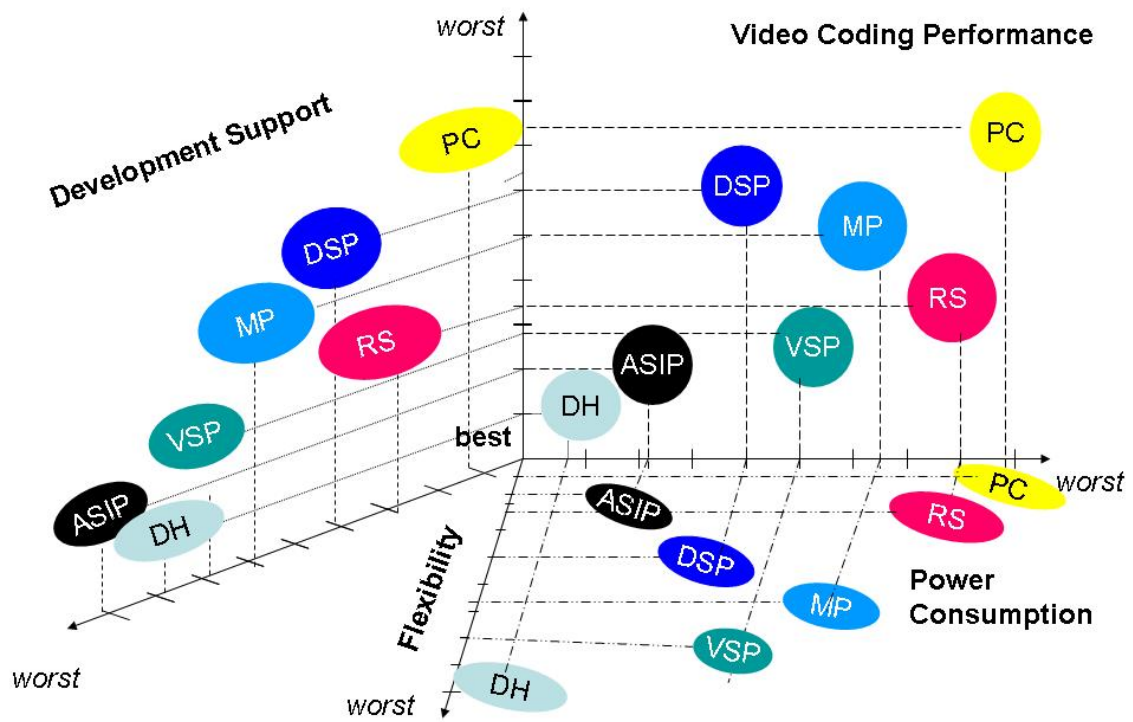 worst
Video Coding Performance
Development Support
PC
PC
DSP
DSP
MP
MP
RS
RS
VSP
ASIP
VSP
DH
best
ASIP
DH
worst
PC
ASIP
RS
DSP
Flexibility
Power
Consumption
MP
VSP
DH
worst
worst